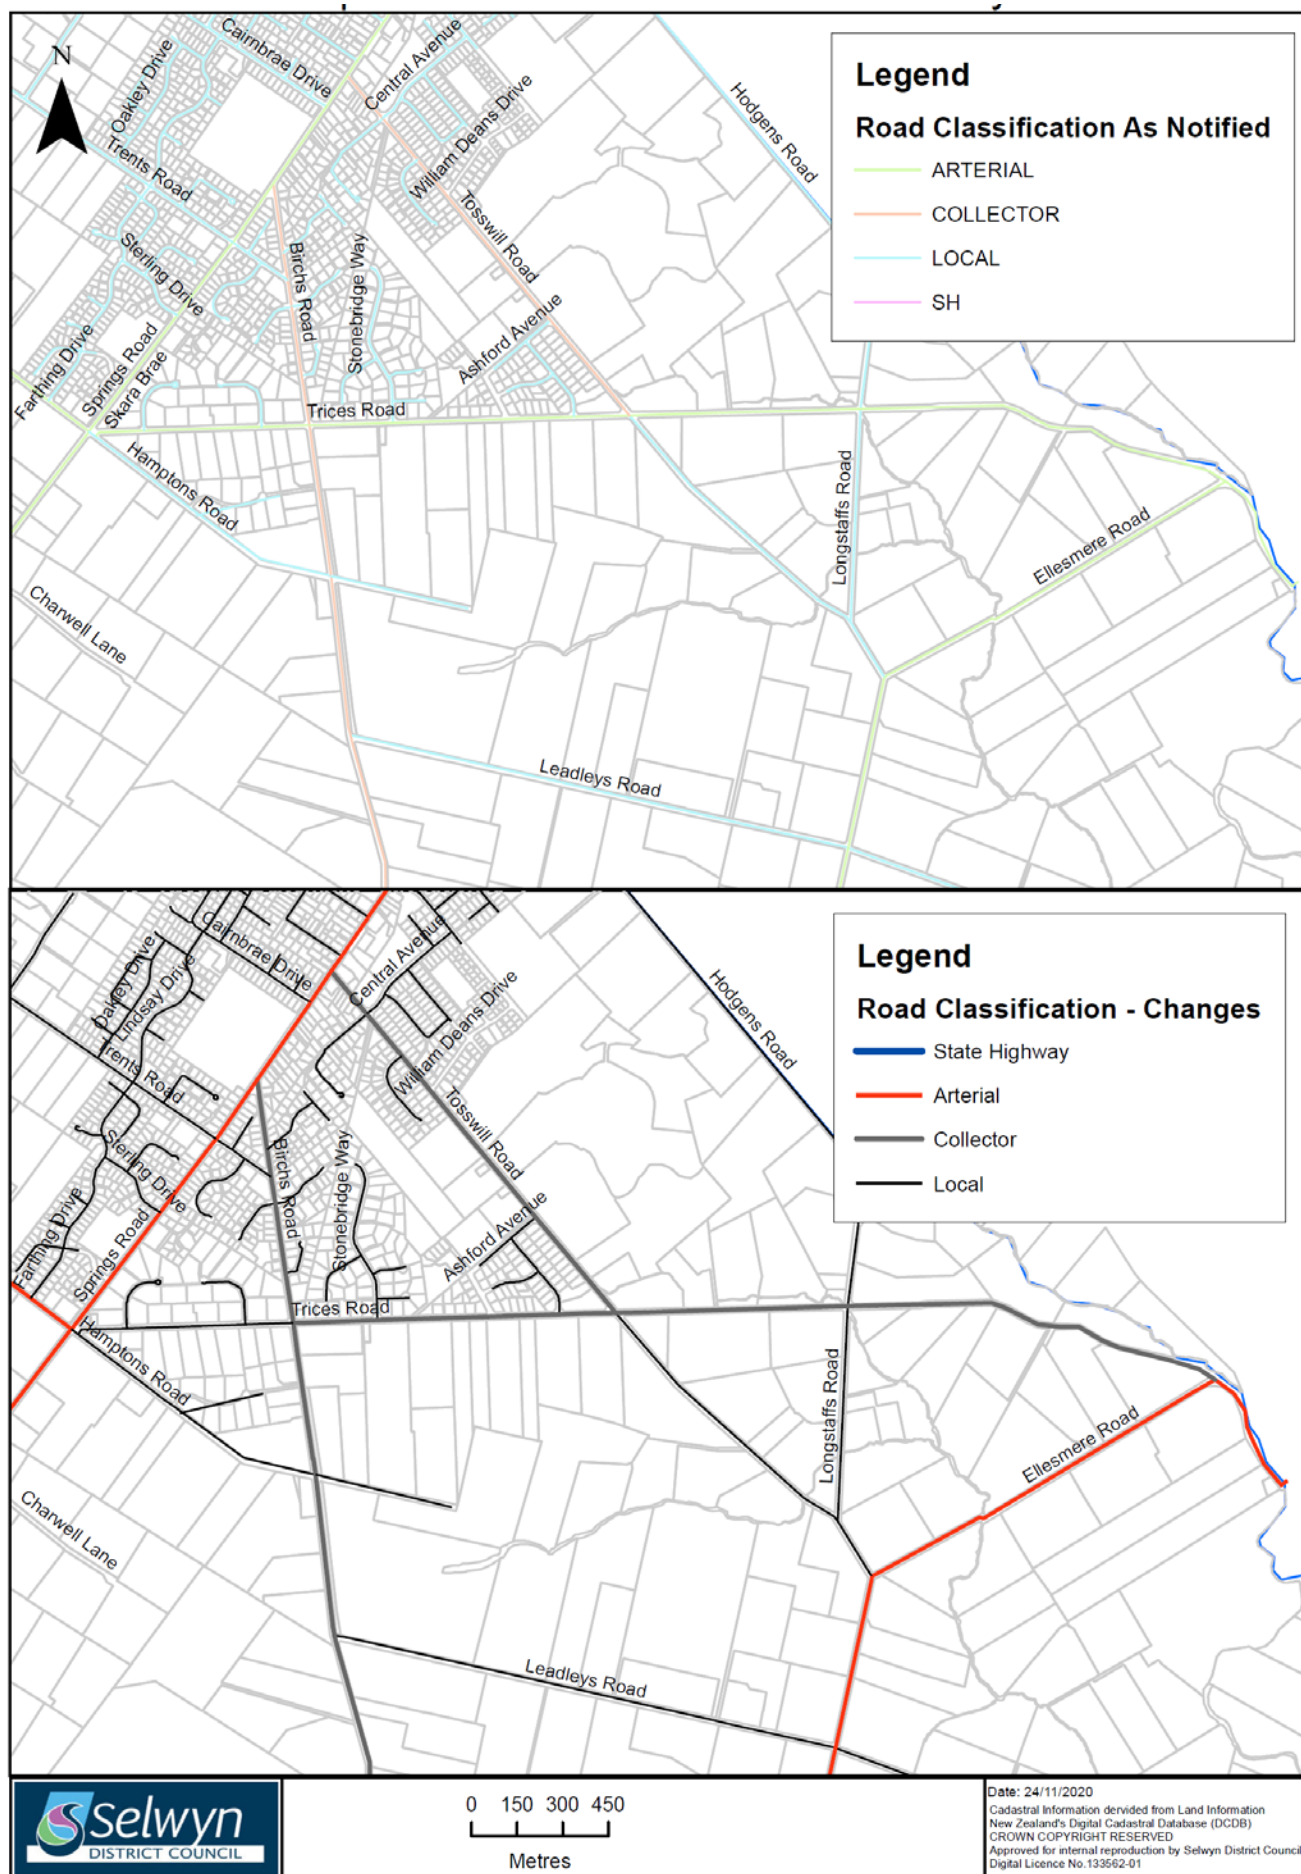 N
Cairnbrae Drive
Central Avenue
Oakley Drive
William Deans Drive
Hodgens Road
Trents Road
Tosswill Road
Sterling Drive
Birchs Road
Stonebridge Way
Ashford Avenue
Farthing Drive
Springs Road
Skara Brae
Trices Road
Hamptons Road
Longstaffs Road
Ellesmere Road
Charwell Lane
Leadleys Road
Legend
Road Classification As Notified
ARTERIAL
COLLECTOR
LOCAL
SH
Cairnbrae Drive
Central Avenue
Oakley Drive
Lindsay Drive
William Deans Drive
Hodgens Road
Trents Road
Tosswill Road
Sterling Drive
Birchs Road
Stonebridge Way
Ashford Avenue
Farthing Drive
Springs Road
Trices Road
Hamptons Road
Longstaffs Road
Ellesmere Road
Charwell Lane
Leadleys Road
Legend
Road Classification - Changes
State Highway
Arterial
Collector
Local
Selwyn
DISTRICT COUNCIL
0 150 300 450
Metres
Date: 24/11/2020
Cadastral Information dervided from Land Information
New Zealand's Digital Cadastral Database (DCDB)
CROWN COPYRIGHT RESERVED
Approved for internal reproduction by Selwyn District Council
Digital Licence No.133562-01